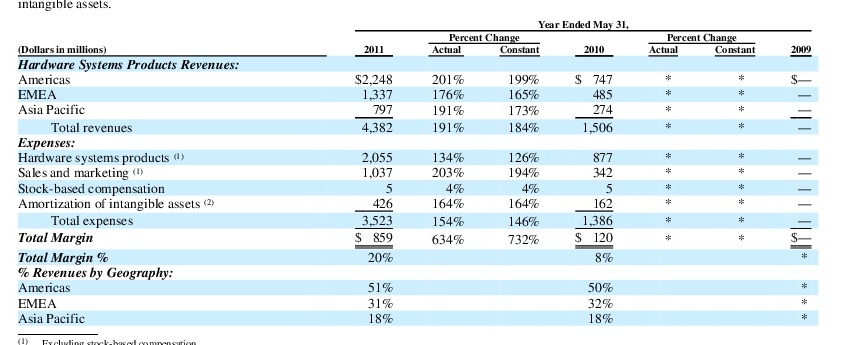 intangible assets.
Year Ended May 31,
Percent Change Percent Change
(Dollars in millions) 2011 Actual Constant 2010 Actual Constant 2009
Hardware Systems Products Revenues:
Americas $2,248 201% 199% $ 747 * * $—
EMEA 1,337 176% 165% 485 * * —
Asia Pacific 797 191% 173% 274 * * —
Total revenues 4,382 191% 184% 1,506 * * —
Expenses:
Hardware systems products (1) 2,055 134% 126% 877 * * —
Sales and marketing (1) 1,037 203% 194% 342 * * —
Stock-based compensation 5 4% 4% 5 * * —
Amortization of intangible assets (2) 426 164% 164% 162 * * —
Total expenses 3,523 154% 146% 1,386 * * —
Total Margin $ 859 634% 732% $ 120 * * $—
Total Margin % 20% 8% *
% Revenues by Geography:
Americas 51% 50% *
EMEA 31% 32% *
Asia Pacific 18% 18% *
(1) Excluding stock-based compensation